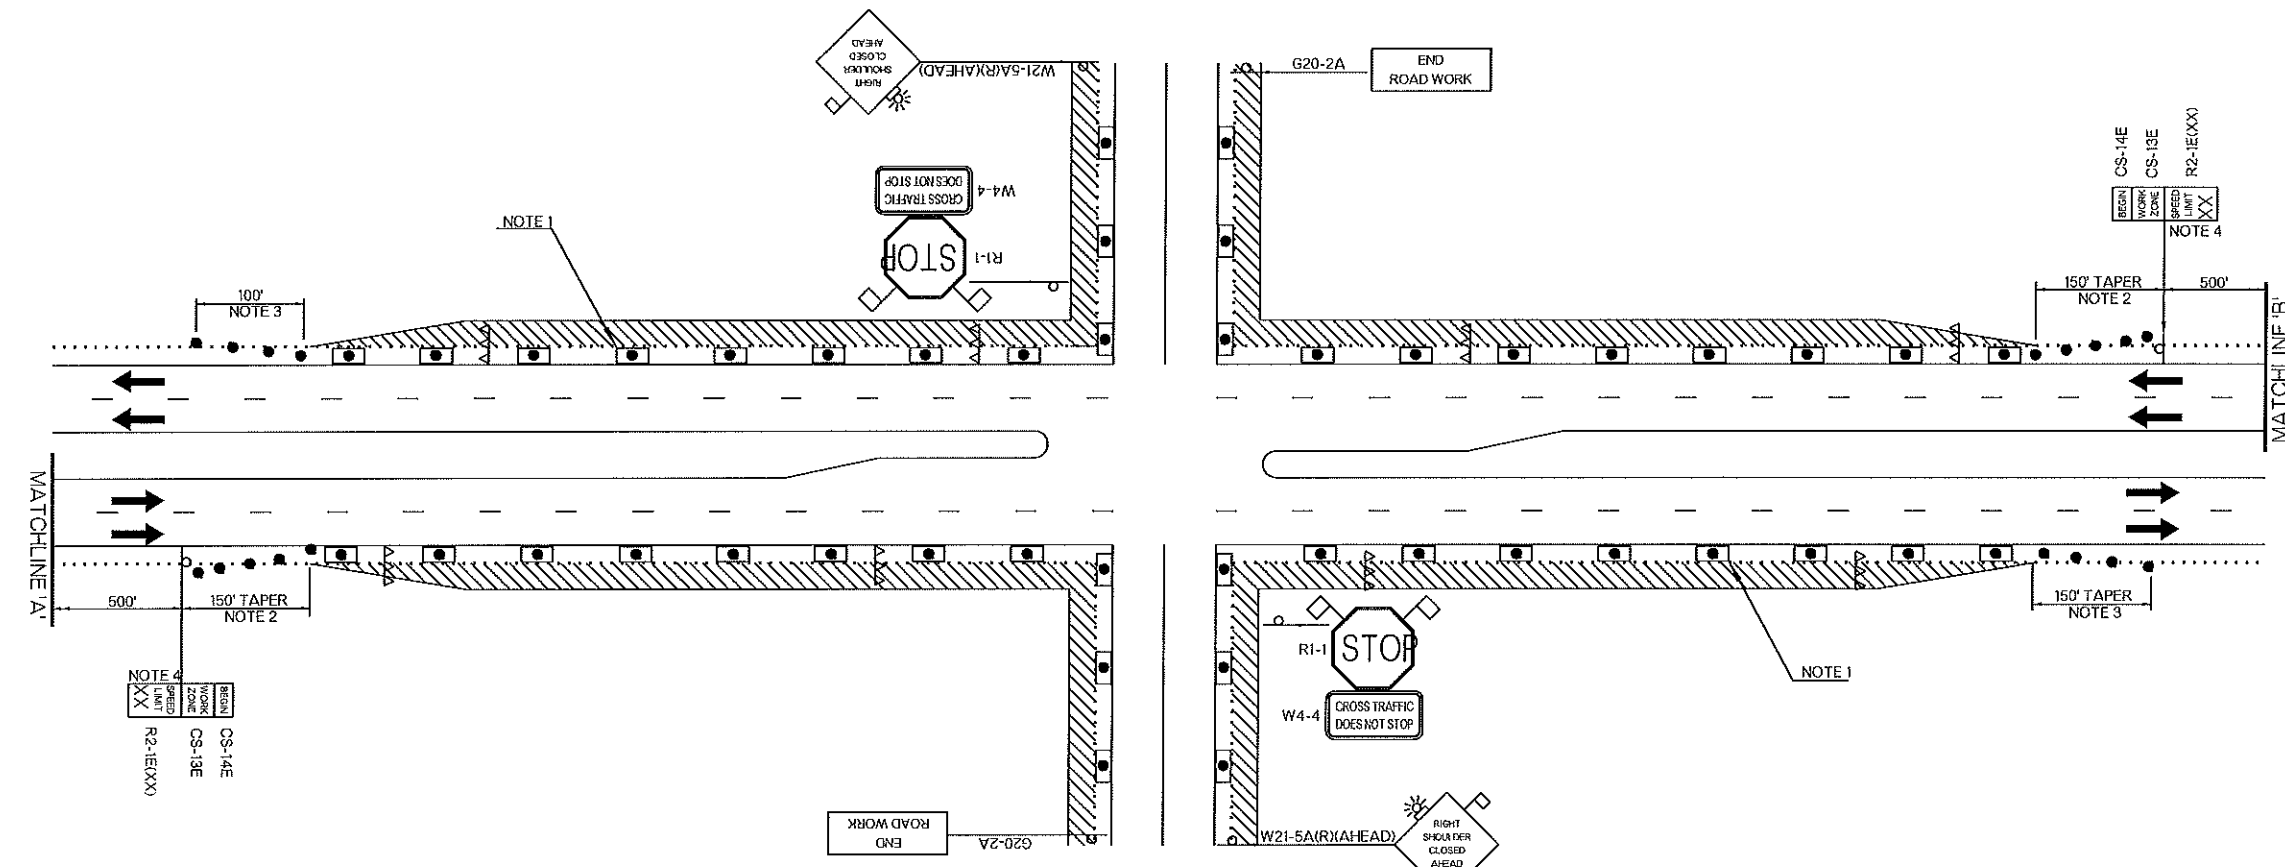 RIGHT
SHOULDER
CLOSED
AHEAD
W21-5A(R)(AHEAD)
G20-2A
END
ROAD WORK
CROSS TRAFFIC
DOES NOT STOP
W4-4
STOP
R1-1
NOTE 1
100'
NOTE 3
BEGIN
WORK
ZONE
SPEED
LIMIT
XX
CS-14E
CS-13E
R2-1E(XX)
NOTE 4
150' TAPER
NOTE 2
500'
MATCHLINE 'B'
MATCHLINE 'A'
500'
150' TAPER
NOTE 2
NOTE 4
BEGIN
WORK
ZONE
SPEED
LIMIT
XX
CS-14E
CS-13E
R2-1E(XX)
150' TAPER
NOTE 3
NOTE 1
R1-1
STOP
W4-4
CROSS TRAFFIC
DOES NOT STOP
END
ROAD WORK
G20-2A
W21-5A(R)(AHEAD)
RIGHT
SHOULDER
CLOSED
AHEAD